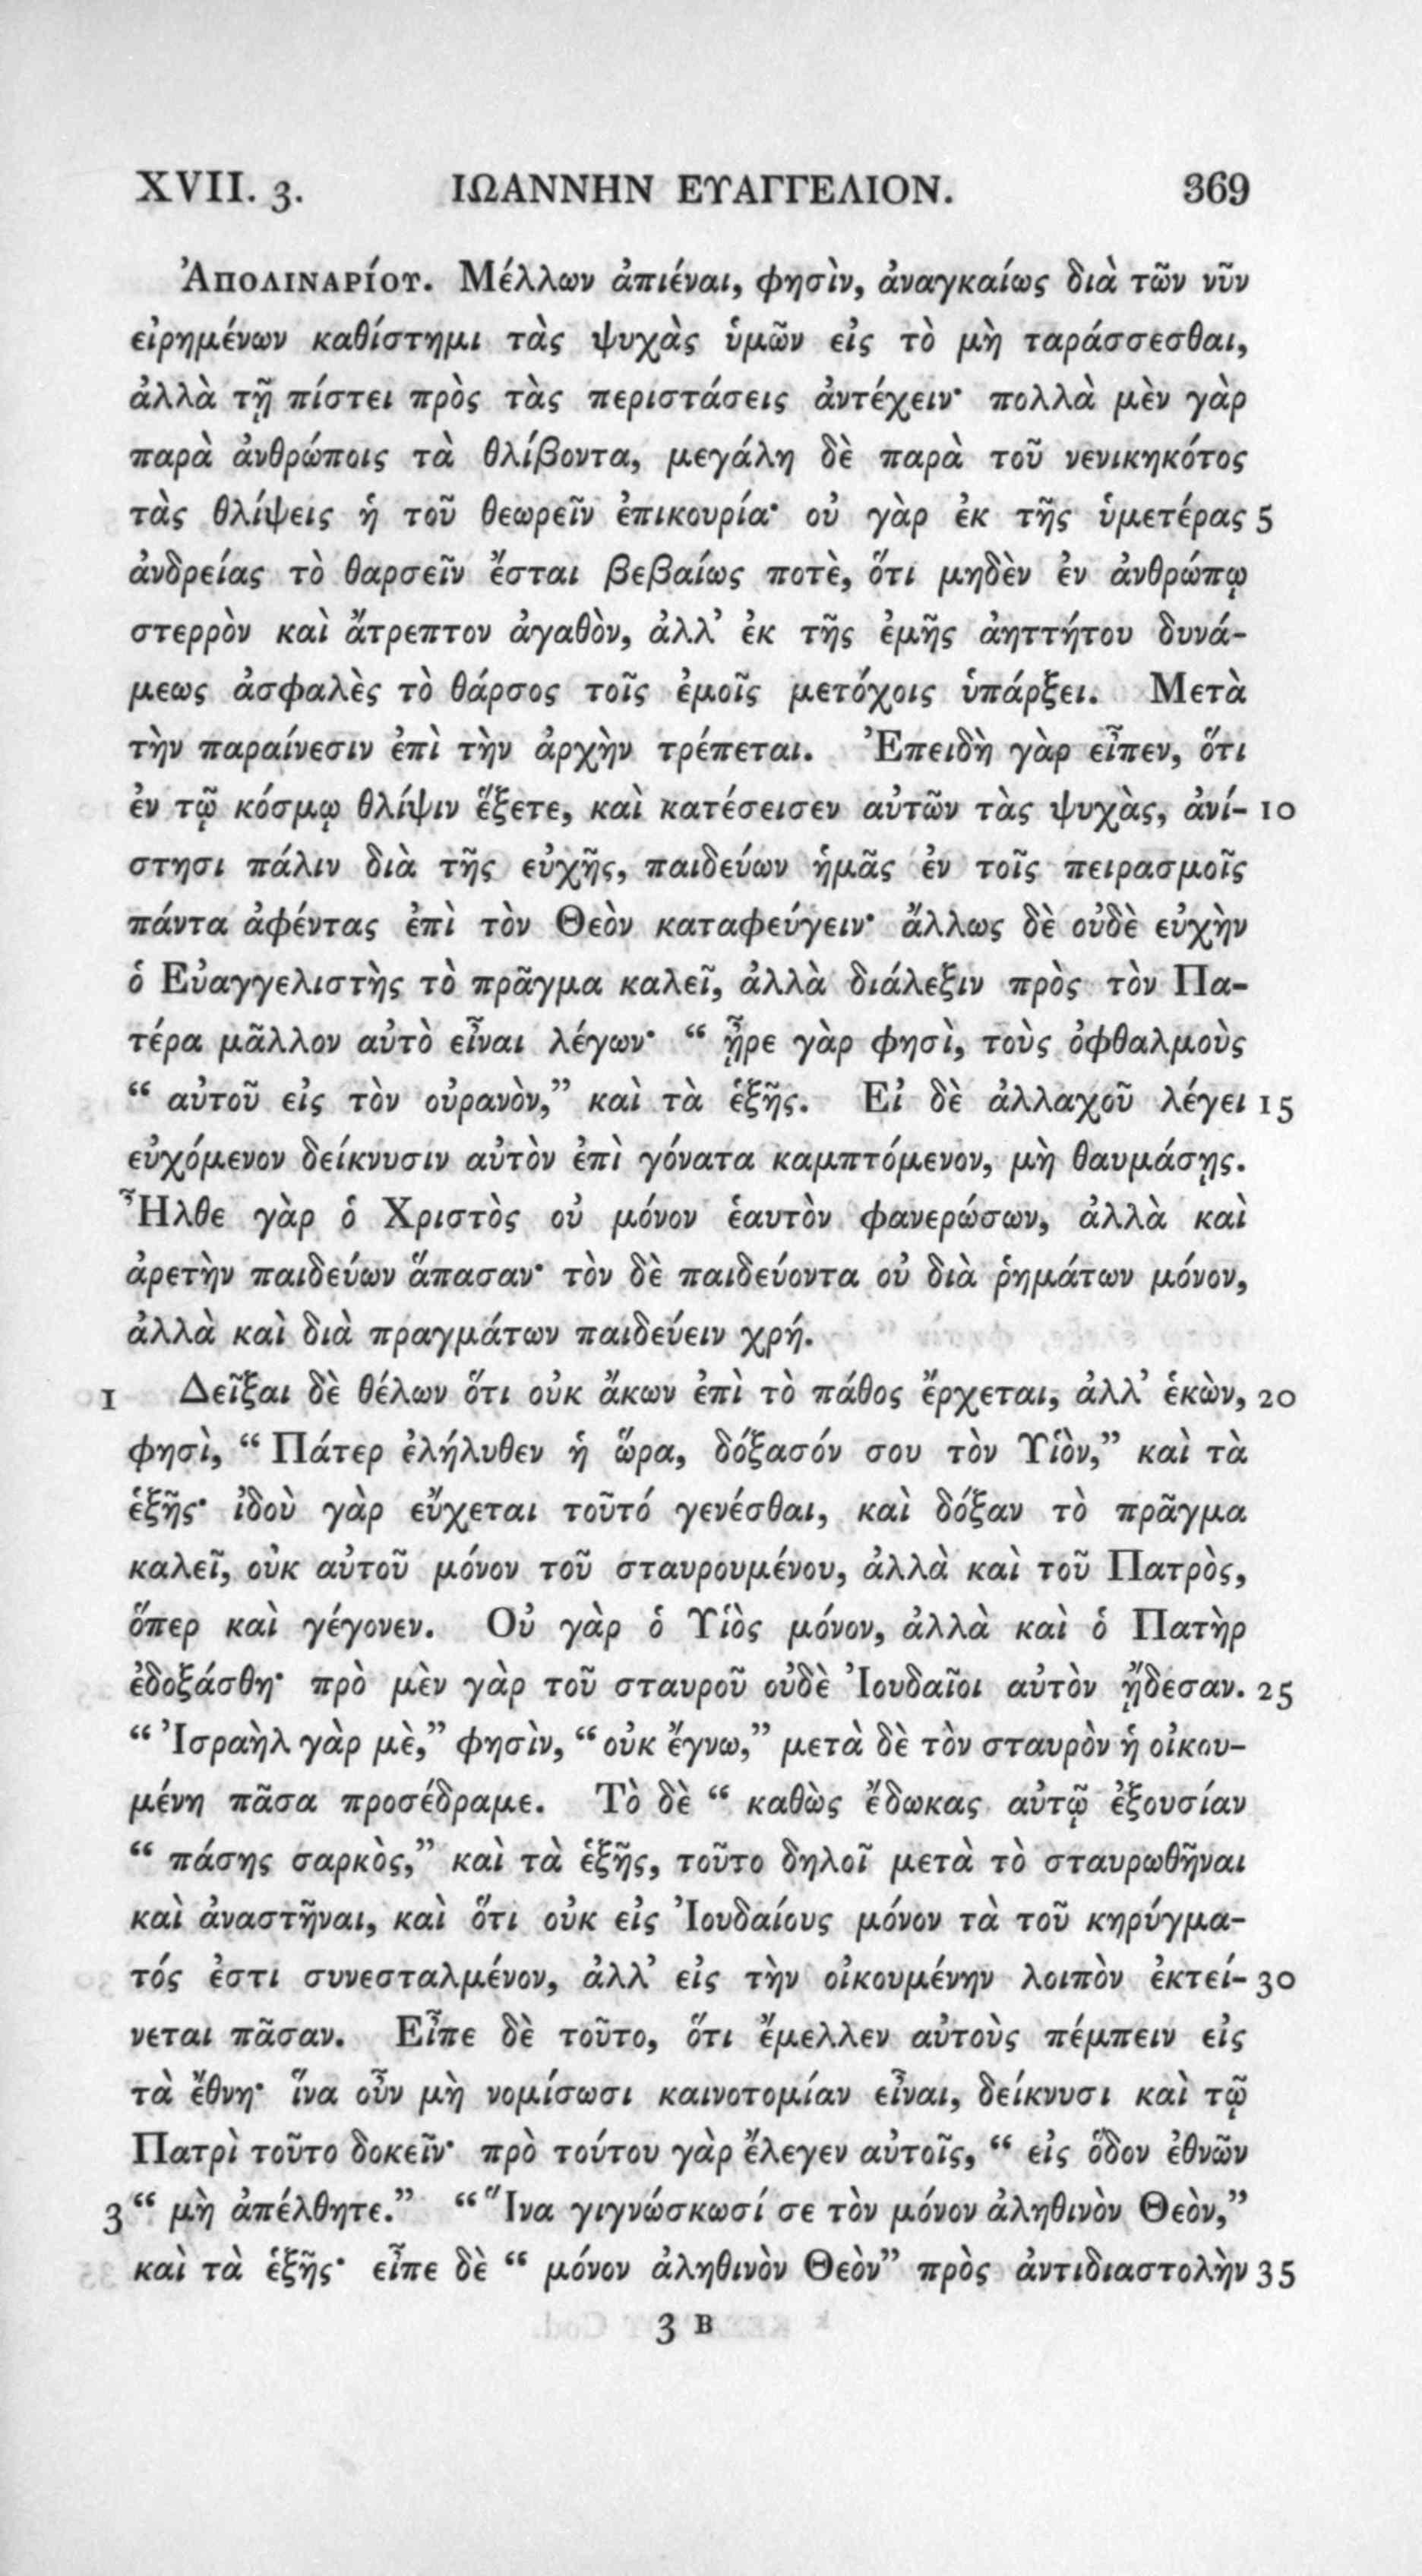 XVII. 3. ΙΩΑΝΝΗΝ ΕΥΑΓΓΕΛΙΟΝ. 369
Ἀπολιναρίου. Μέλλων ἀπιέναι, φησὶν, ἀναγκαίως διὰ τῶν νῦν
εἰρημένων καθίστημι τὰς ψυχὰς ὑμῶν εἰς τὸ μὴ ταράσσεσθαι,
ἀλλὰ τῇ πίστει πρὸς τὰς περιστάσεις ἀντέχειν· πολλὰ μὲν γὰρ
παρὰ ἀνθρώποις τὰ θλίβοντα, μεγάλη δὲ παρὰ τοῦ νενικηκότος
τὰς θλίψεις ἡ τοῦ θεωρεῖν ἐπικουρία· οὐ γὰρ ἐκ τῆς ὑμετέρας 5
ἀνδρείας τὸ θαρσεῖν ἔσται βεβαίως ποτὲ, ὅτι μηδὲν ἐν ἀνθρώπῳ
στερρὸν καὶ ἄτρεπτον ἀγαθὸν, ἀλλ’ ἐκ τῆς ἐμῆς ἀηττήτου δυνά-
μεως ἀσφαλὲς τὸ θάρσος τοῖς ἐμοῖς μετόχοις ὑπάρξει. Μετὰ
τὴν παραίνεσιν ἐπὶ τὴν ἀρχὴν τρέπεται. Ἐπειδὴ γὰρ εἶπεν, ὅτι
ἐν τῷ κόσμῳ θλίψιν ἕξετε, καὶ κατέσεισεν αὐτῶν τὰς ψυχὰς, ἀνί- 10
στησι πάλιν διὰ τῆς εὐχῆς, παιδεύων ἡμᾶς ἐν τοῖς πειρασμοῖς
πάντα ἀφέντας ἐπὶ τὸν Θεὸν καταφεύγειν· ἄλλως δὲ οὐδὲ εὐχὴν
ὁ Εὐαγγελιστὴς τὸ πρᾶγμα καλεῖ, ἀλλὰ διάλεξιν πρὸς τὸν Πα-
τέρα μᾶλλον αὐτὸ εἶναι λέγων· “ ᾖρε γὰρ φησὶ, τοὺς ὀφθαλμοὺς
“ αὐτοῦ εἰς τὸν οὐρανὸν,” καὶ τὰ ἑξῆς. Εἰ δὲ ἀλλαχοῦ λέγει 15
εὐχόμενον δείκνυσιν αὐτὸν ἐπὶ γόνατα καμπτόμενον, μὴ θαυμάσῃς.
Ἦλθε γὰρ ὁ Χριστὸς οὐ μόνον ἑαυτὸν φανερώσων, ἀλλὰ καὶ
ἀρετὴν παιδεύων ἅπασαν· τὸν δὲ παιδεύοντα οὐ διὰ ῥημάτων μόνον,
ἀλλὰ καὶ διὰ πραγμάτων παιδεύειν χρή.
1 Δεῖξαι δὲ θέλων ὅτι οὐκ ἄκων ἐπὶ τὸ πάθος ἔρχεται, ἀλλ’ ἑκὼν, 20
φησὶ, “ Πάτερ ἐλήλυθεν ἡ ὥρα, δόξασόν σου τὸν Υἱὸν,” καὶ τὰ
ἑξῆς· ἰδοὺ γὰρ εὔχεται τοῦτό γενέσθαι, καὶ δόξαν τὸ πρᾶγμα
καλεῖ, οὐκ αὐτοῦ μόνον τοῦ σταυρουμένου, ἀλλὰ καὶ τοῦ Πατρὸς,
ὅπερ καὶ γέγονεν. Οὐ γὰρ ὁ Υἱὸς μόνον, ἀλλὰ καὶ ὁ Πατὴρ
ἐδοξάσθη· πρὸ μὲν γὰρ τοῦ σταυροῦ οὐδὲ Ἰουδαῖοι αὐτὸν ᾔδεσαν. 25
“ Ἰσραὴλ γὰρ μὲ,” φησὶν, “ οὐκ ἔγνω,” μετὰ δὲ τὸν σταυρὸν ἡ οἰκου-
μένη πᾶσα προσέδραμε. Τὸ δὲ “ καθὼς ἔδωκας αὐτῷ ἐξουσίαν
“ πάσης σαρκὸς,” καὶ τὰ ἑξῆς, τοῦτο δηλοῖ μετὰ τὸ σταυρωθῆναι
καὶ ἀναστῆναι, καὶ ὅτι οὐκ εἰς Ἰουδαίους μόνον τὰ τοῦ κηρύγμα-
τός ἐστι συνεσταλμένον, ἀλλ’ εἰς τὴν οἰκουμένην λοιπὸν ἐκτεί- 30
νεται πᾶσαν. Εἶπε δὲ τοῦτο, ὅτι ἔμελλεν αὐτοὺς πέμπειν εἰς
τὰ ἔθνη· ἵνα οὖν μὴ νομίσωσι καινοτομίαν εἶναι, δείκνυσι καὶ τῷ
Πατρὶ τοῦτο δοκεῖν· πρὸ τούτου γὰρ ἔλεγεν αὐτοῖς, “ εἰς ὅδον ἐθνῶν
3 “ μὴ ἀπέλθητε.” “ Ἵνα γιγνώσκωσί σε τὸν μόνον ἀληθινὸν Θεὸν,”
καὶ τὰ ἑξῆς· εἶπε δὲ “ μόνον ἀληθινὸν Θεὸν” πρὸς ἀντιδιαστολὴν 35
3 B